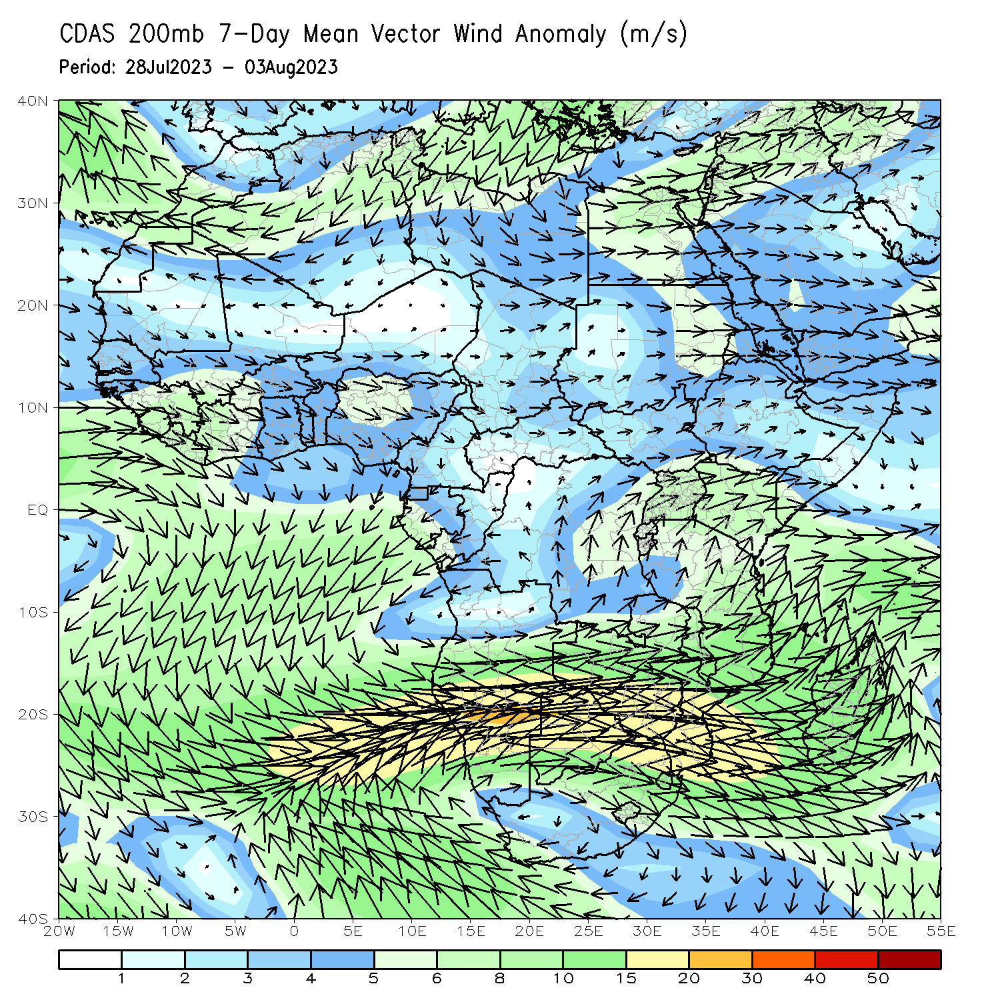 CDAS 200mb 7-Day Mean Vector Wind Anomaly (m/s)
Period: 28Jul2023 - 03Aug2023
40N
30N
20N
10N
EQ
10S
20S
30S
40S
20W 15W 10W 5W 0 5E 10E 15E 20E 25E 30E 35E 40E 45E 50E 55E
1 2 3 4 5 6 8 10 15 20 30 40 50